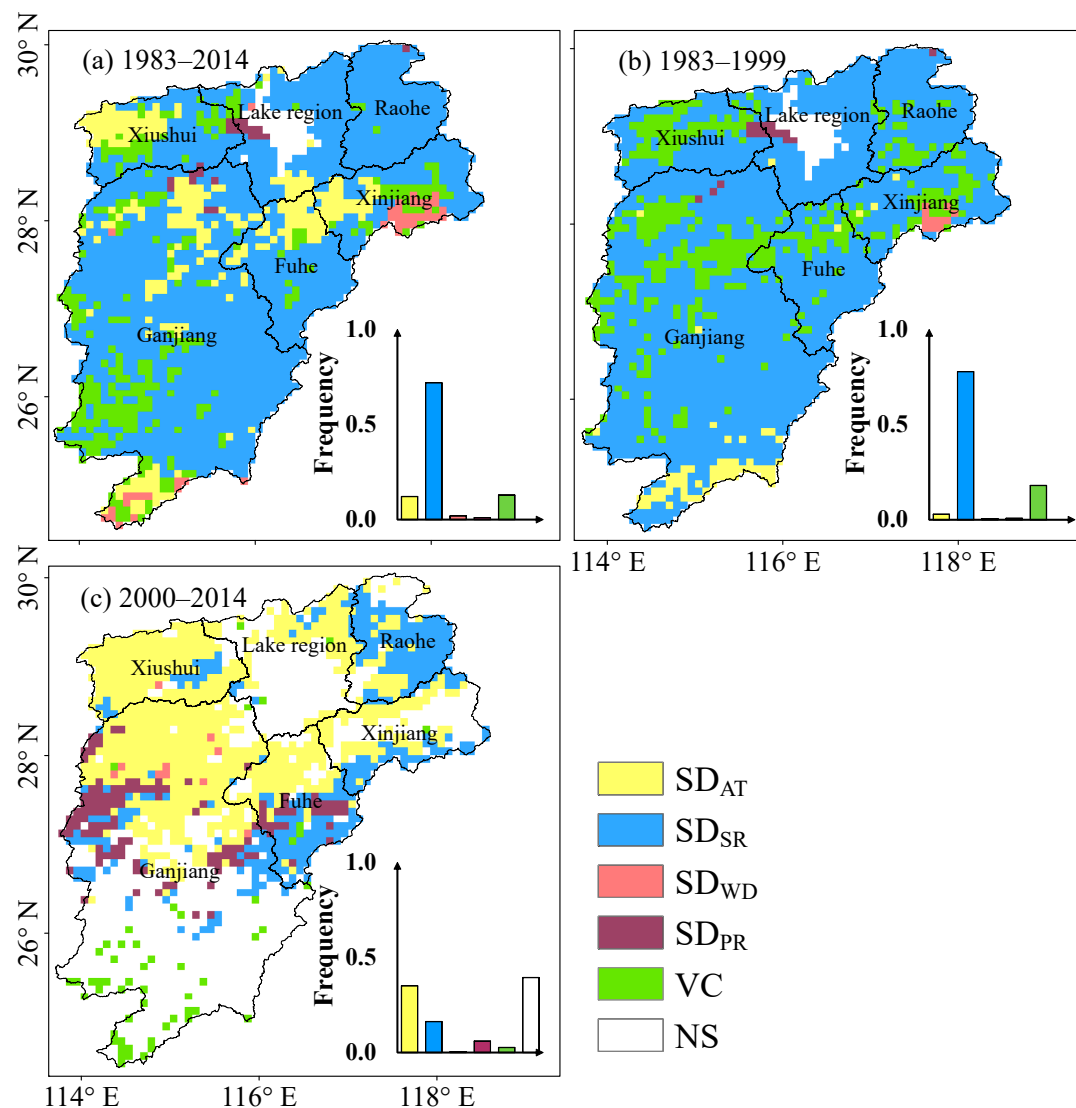 (a) 1983–2014
30° N
28° N
26° N
Xiushui
Lake region
Raohe
Xinjiang
Fuhe
Ganjiang
Frequency
1.0
0.5
0.0
(b) 1983–1999
Xiushui
Lake region
Raohe
Xinjiang
Fuhe
Ganjiang
Frequency
1.0
0.5
0.0
114° E
116° E
118° E
(c) 2000–2014
30° N
28° N
26° N
Xiushui
Lake region
Raohe
Xinjiang
Fuhe
Ganjiang
Frequency
1.0
0.5
0.0
114° E
116° E
118° E
SDAT
SDSR
SDWD
SDPR
VC
NS